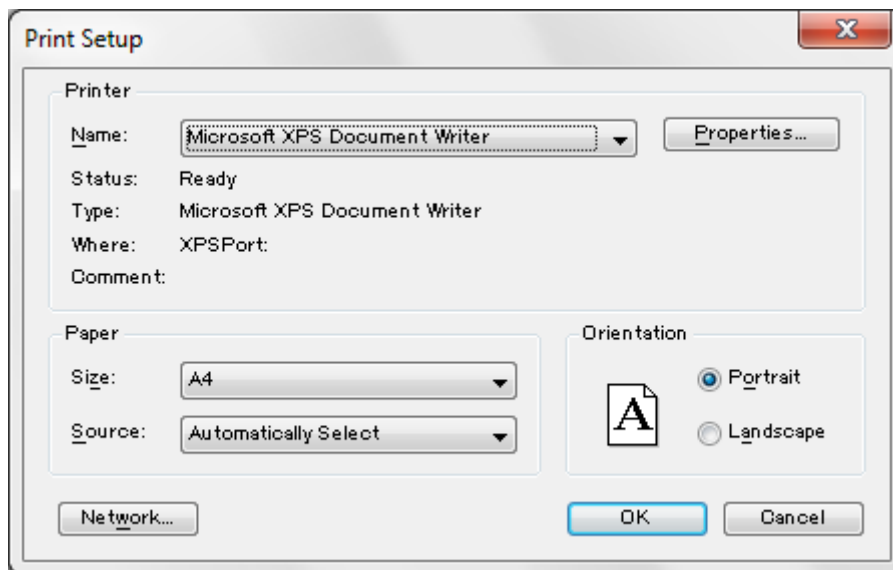 Print Setup
Printer
Name: Microsoft XPS Document Writer Properties...
Status: Ready
Type: Microsoft XPS Document Writer
Where: XPSPort:
Comment:
Paper
Size: A4
Source: Automatically Select
Orientation
A
Portrait
Landscape
Network... OK Cancel